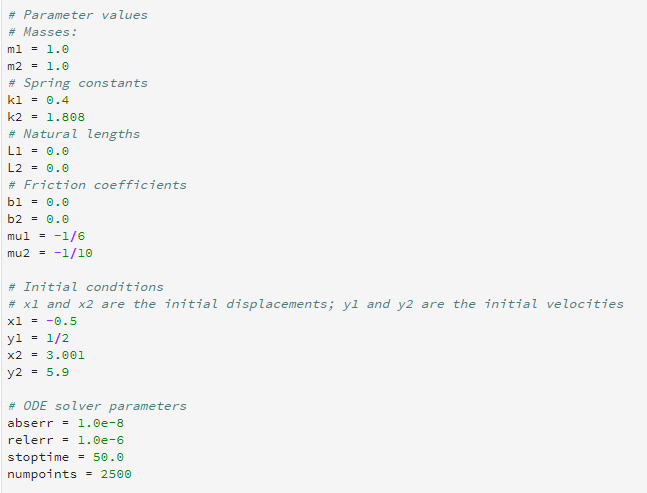 # Parameter values
# Masses:
m1 = 1.0
m2 = 1.0
# Spring constants
k1 = 0.4
k2 = 1.808
# Natural lengths
L1 = 0.0
L2 = 0.0
# Friction coefficients
b1 = 0.0
b2 = 0.0
mu1 = -1/6
mu2 = -1/10

# Initial conditions
# x1 and x2 are the initial displacements; y1 and y2 are the initial velocities
x1 = -0.5
y1 = 1/2
x2 = 3.001
y2 = 5.9

# ODE solver parameters
abserr = 1.0e-8
relerr = 1.0e-6
stoptime = 50.0
numpoints = 2500